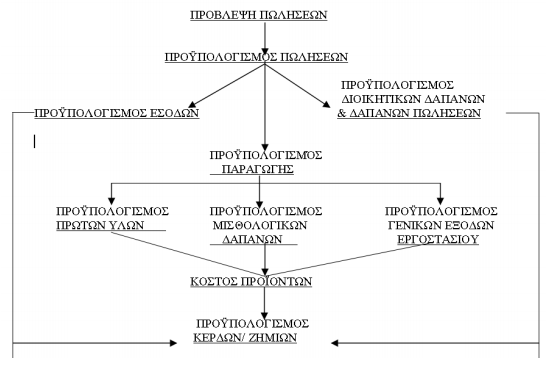 ΠΡΟΒΛΕΨΗ ΠΩΛΗΣΕΩΝ
ΠΡΟΫΠΟΛΟΓΙΣΜΟΣ ΠΩΛΗΣΕΩΝ
ΠΡΟΫΠΟΛΟΓΙΣΜΟΣ ΕΣΟΔΩΝ
ΠΡΟΫΠΟΛΟΓΙΣΜΟΣ
ΔΙΟΙΚΗΤΙΚΩΝ ΔΑΠΑΝΩΝ
& ΔΑΠΑΝΩΝ ΠΩΛΗΣΕΩΝ
ΠΡΟΫΠΟΛΟΓΙΣΜΌΣ
ΠΑΡΑΓΩΓΗΣ
ΠΡΟΫΠΟΛΟΓΙΣΜΟΣ
ΠΡΩΤΩΝ ΥΛΩΝ
ΠΡΟΫΠΟΛΟΓΙΣΜΟΣ
ΜΙΣΘΟΛΟΓΙΚΩΝ
ΔΑΠΑΝΩΝ
ΠΡΟΫΠΟΛΟΓΙΣΜΟΣ
ΓΕΝΙΚΩΝ ΕΞΟΔΩΝ
ΕΡΓΟΣΤΑΣΙΟΥ
ΚΟΣΤΟΣ ΠΡΟΪΟΝΤΩΝ
ΠΡΟΫΠΟΛΟΓΙΣΜΟΣ
ΚΕΡΔΩΝ/ ΖΗΜΙΩΝ